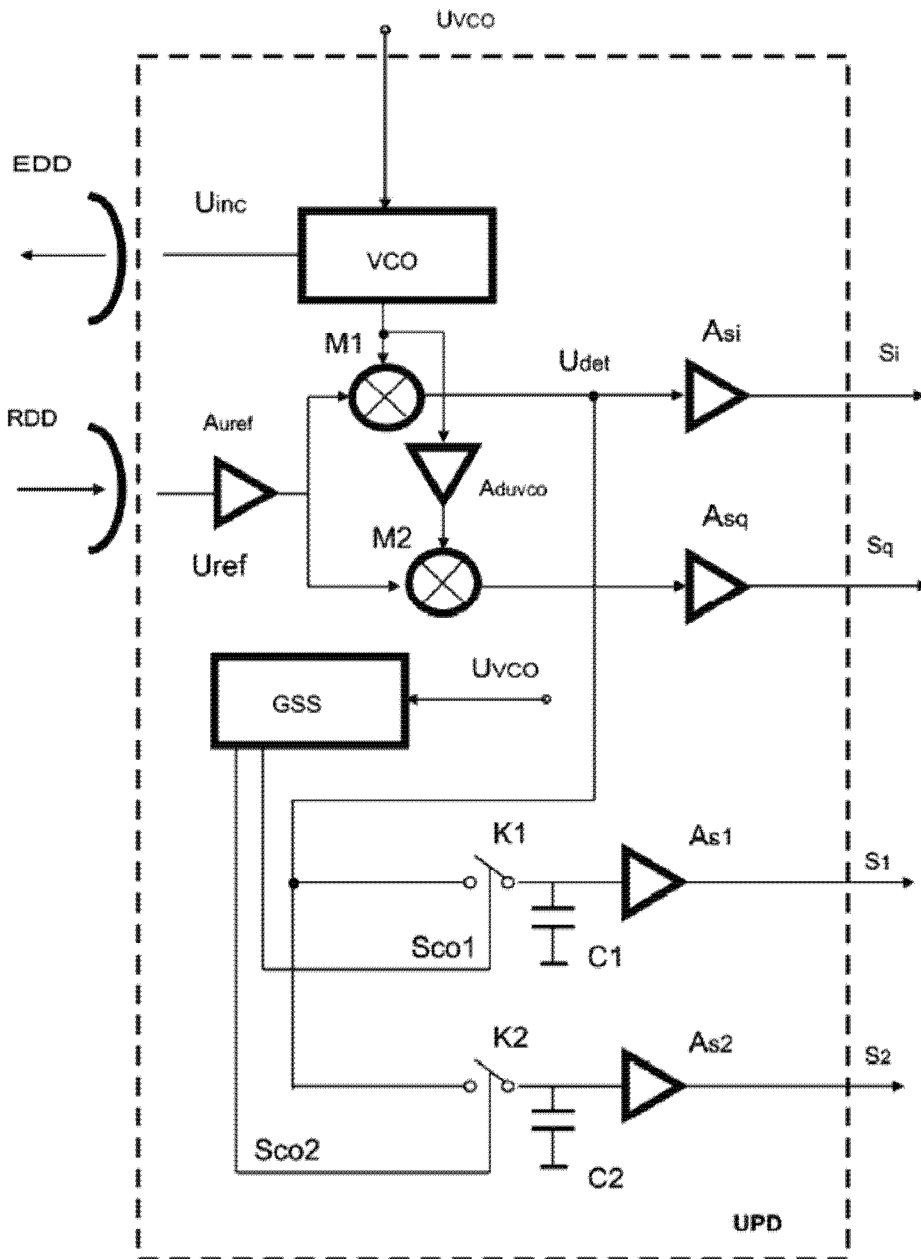 UVCO
EDD
Uinc
VCO
M1
Udet
Asi
Si
RDD
Auref
Aduvco
Asq
Sq
M2
Uref
UVCO
GSS
K1
As1
S1
Sco1
C1
K2
As2
S2
Sco2
C2
UPD